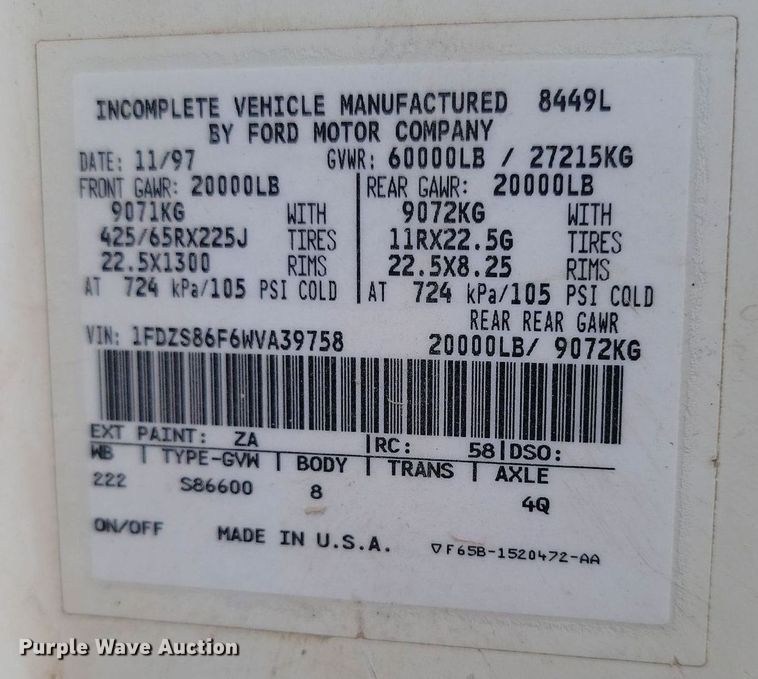 INCOMPLETE VEHICLE MANUFACTURED 8449L
BY FORD MOTOR COMPANY
DATE: 11/97 GVWR: 60000LB / 27215KG
FRONT GAWR: 20000LB REAR GAWR: 20000LB
9071KG WITH 9072KG WITH
425/65RX225J TIRES 11RX22.5G TIRES
22.5X1300 RIMS 22.5X8.25 RIMS
AT 724 kPa/105 PSI COLD AT 724 kPa/105 PSI COLD
REAR REAR GAWR
VIN: 1FDZS86F6WVA39758 20000LB/ 9072KG
EXT PAINT: ZA RC: 58 DSO:
WB TYPE-GVW BODY TRANS AXLE
222 S86600 8 4Q
ON/OFF MADE IN U.S.A. ▽F65B-1520472-AA
Purple Wave Auction